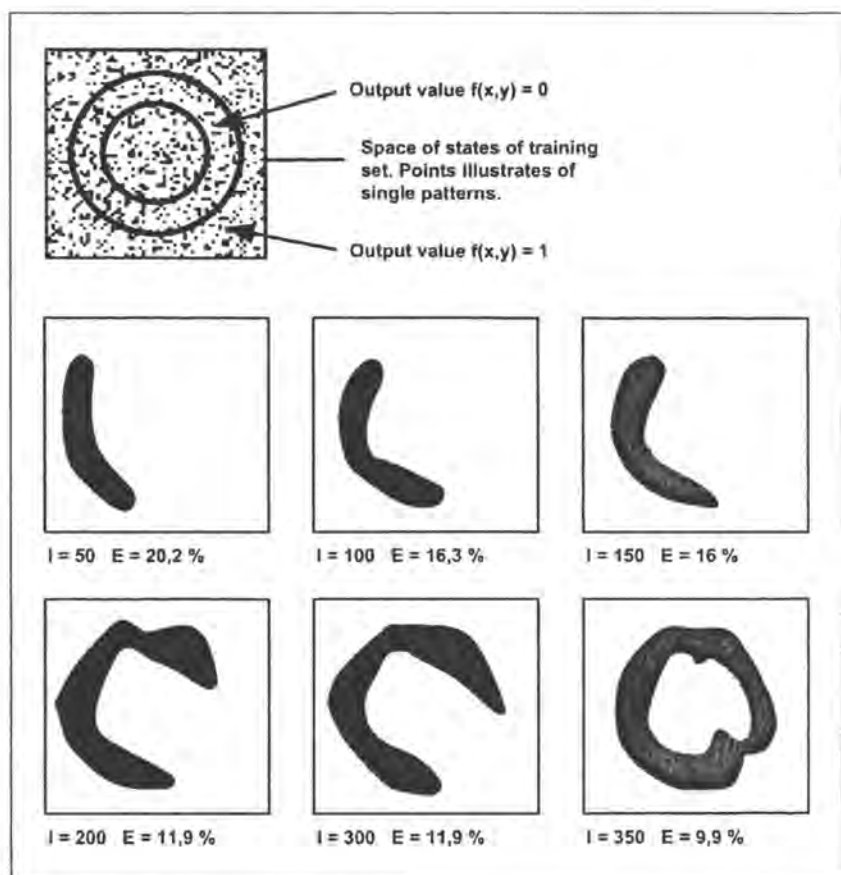 Output value f(x,y) = 0
Space of states of training
set. Points Illustrates of
single patterns.
Output value f(x,y) = 1
I = 50 E = 20,2 %
I = 100 E = 16,3 %
I = 150 E = 16 %
I = 200 E = 11,9 %
I = 300 E = 11,9 %
I = 350 E = 9,9 %